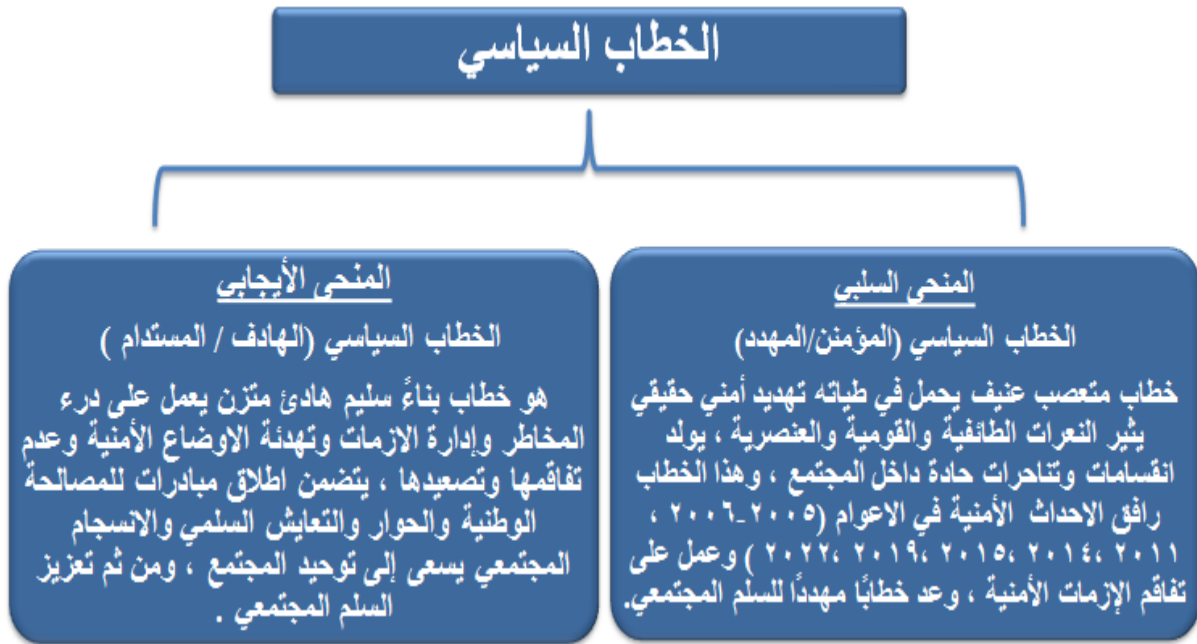 الخطاب السياسي
المنحى السلبي
الخطاب السياسي (المؤمنن/المهدد)
خطاب متعصب عنيف يحمل في طياته تهديد أمني حقيقي
يثير النعرات الطائفية والقومية والعنصرية ، يولد
انقسامات وتناحرات حادة داخل المجتمع ، وهذا الخطاب
رافق الاحداث الأمنية في الاعوام (٢٠٠٥-٢٠٠٦ ،
٢٠١١ ،٢٠١٤ ،٢٠١٥ ،٢٠١٩ ،٢٠٢٢ ) وعمل على
تفاقم الإزمات الأمنية ، وعد خطابًا مهددًا للسلم المجتمعي.
المنحى الأيجابي
الخطاب السياسي (الهادف / المستدام )
هو خطاب بناءً سليم هادئ متزن يعمل على درء
المخاطر وإدارة الازمات وتهدئة الاوضاع الأمنية وعدم
تفاقمها وتصعيدها ، يتضمن اطلاق مبادرات للمصالحة
الوطنية والحوار والتعايش السلمي والانسجام
المجتمعي يسعى إلى توحيد المجتمع ، ومن ثم تعزيز
السلم المجتمعي .